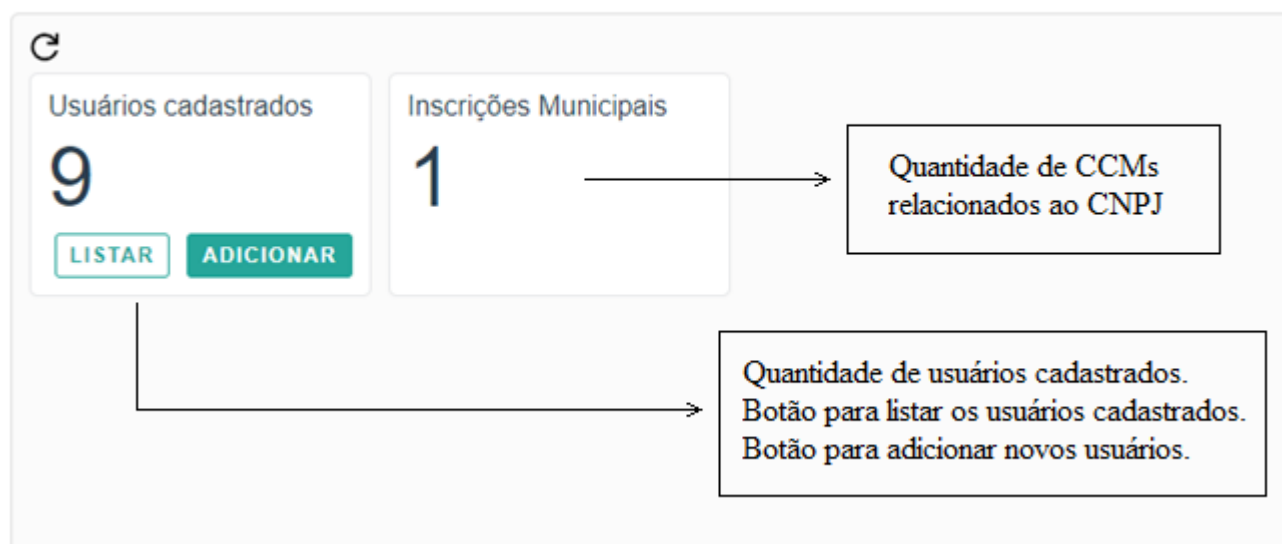 Usuários cadastrados
9
LISTAR
ADICIONAR
Inscrições Municipais
1
Quantidade de CCMs
relacionados ao CNPJ
Quantidade de usuários cadastrados.
Botão para listar os usuários cadastrados.
Botão para adicionar novos usuários.